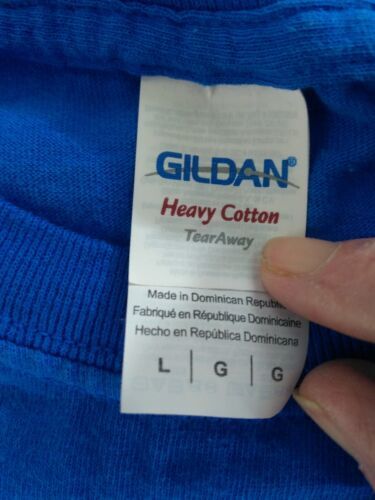 GILDAN®
Heavy Cotton
TearAway
Made in Dominican Republic
Fabriqué en République Dominicaine
Hecho en República Dominicana
L | G | G